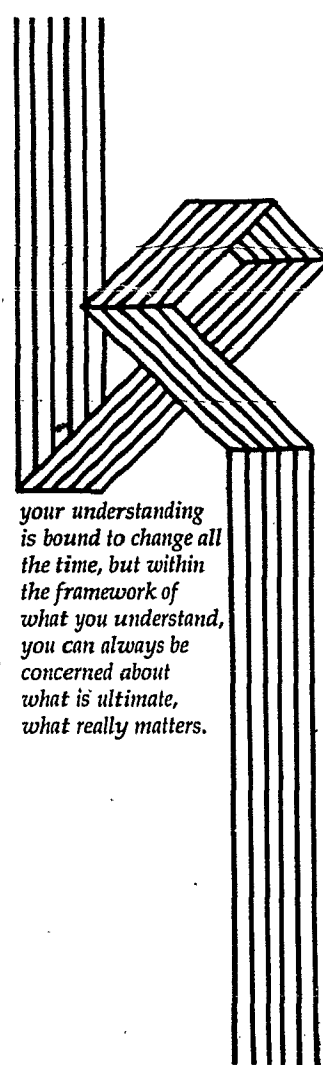 your understanding
is bound to change all
the time, but within
the framework of
what you understand,
you can always be
concerned about
what is ultimate,
what really matters.